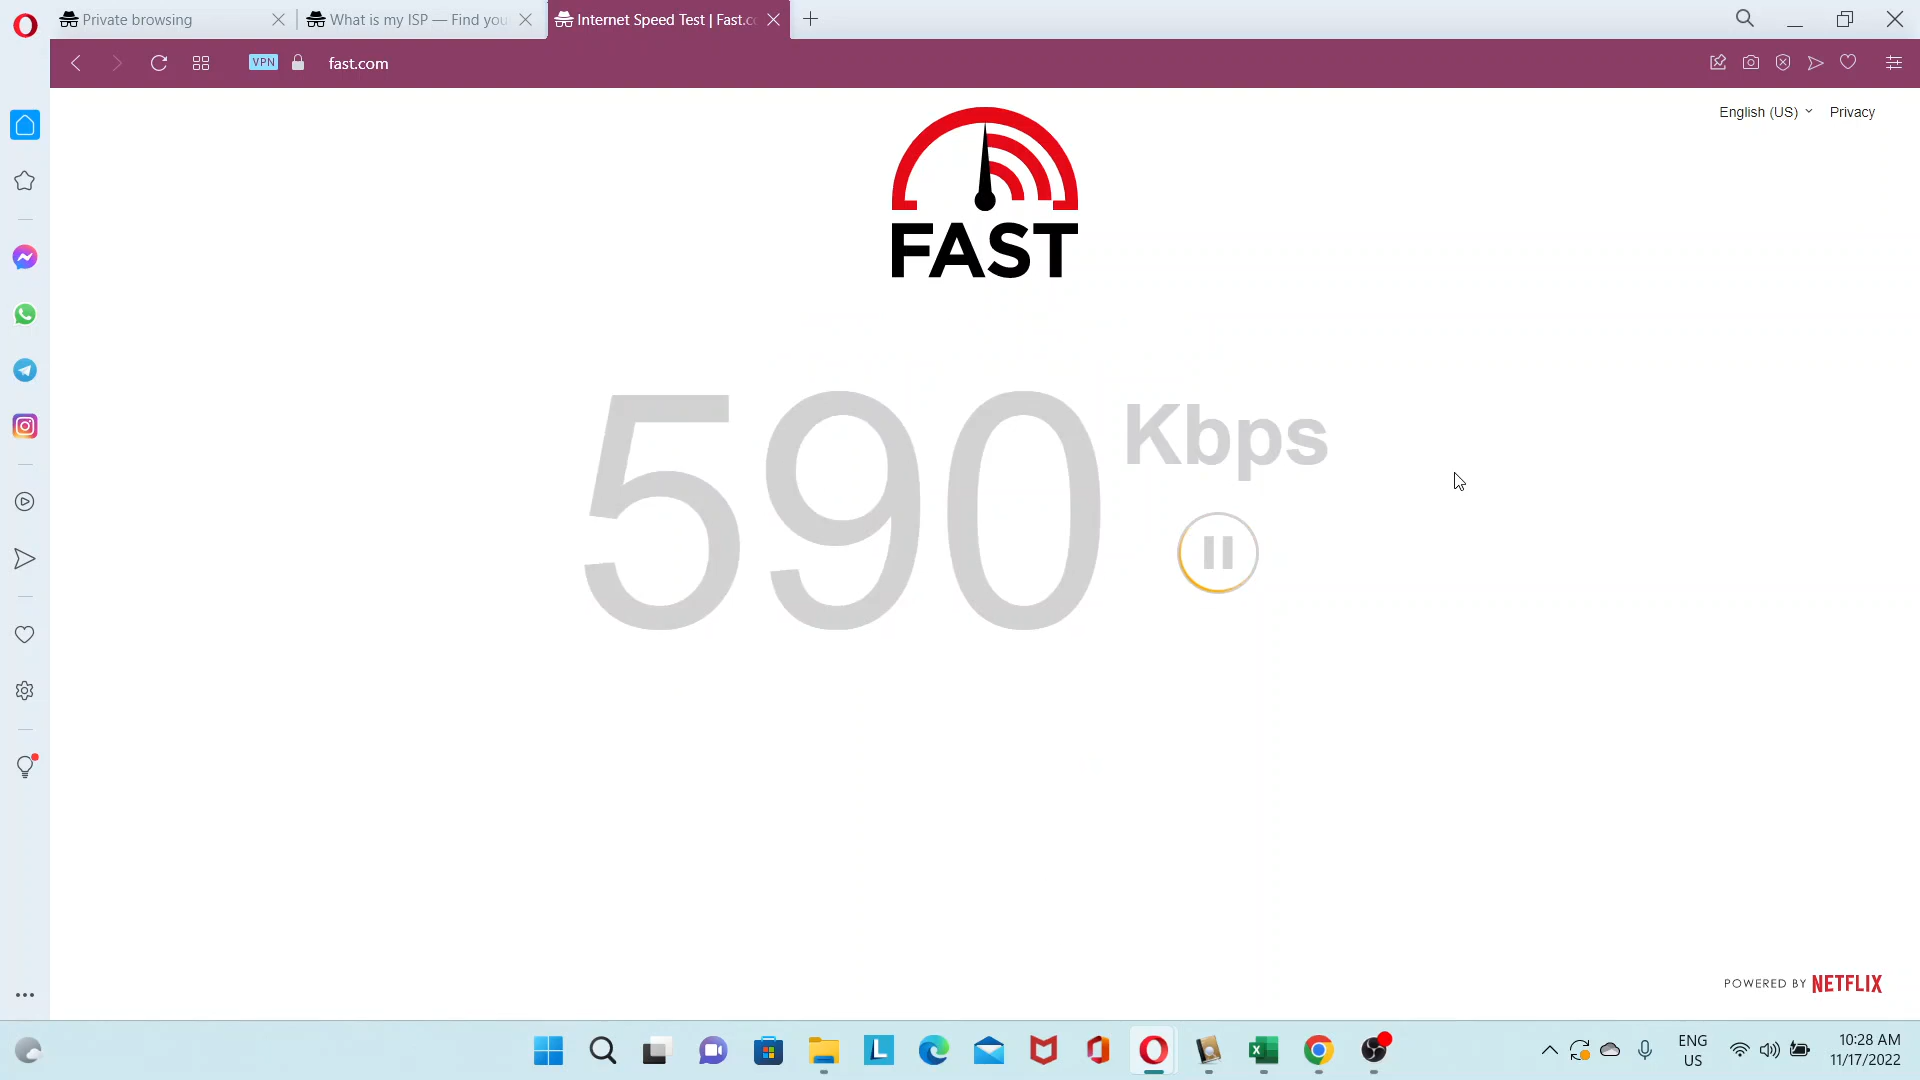 Private browsing
What is my ISP — Find you
Internet Speed Test | Fast.co
VPN
fast.com
English (US)
Privacy
FAST
590 Kbps
POWERED BY NETFLIX
L
X
ENG
US
10:28 AM
11/17/2022